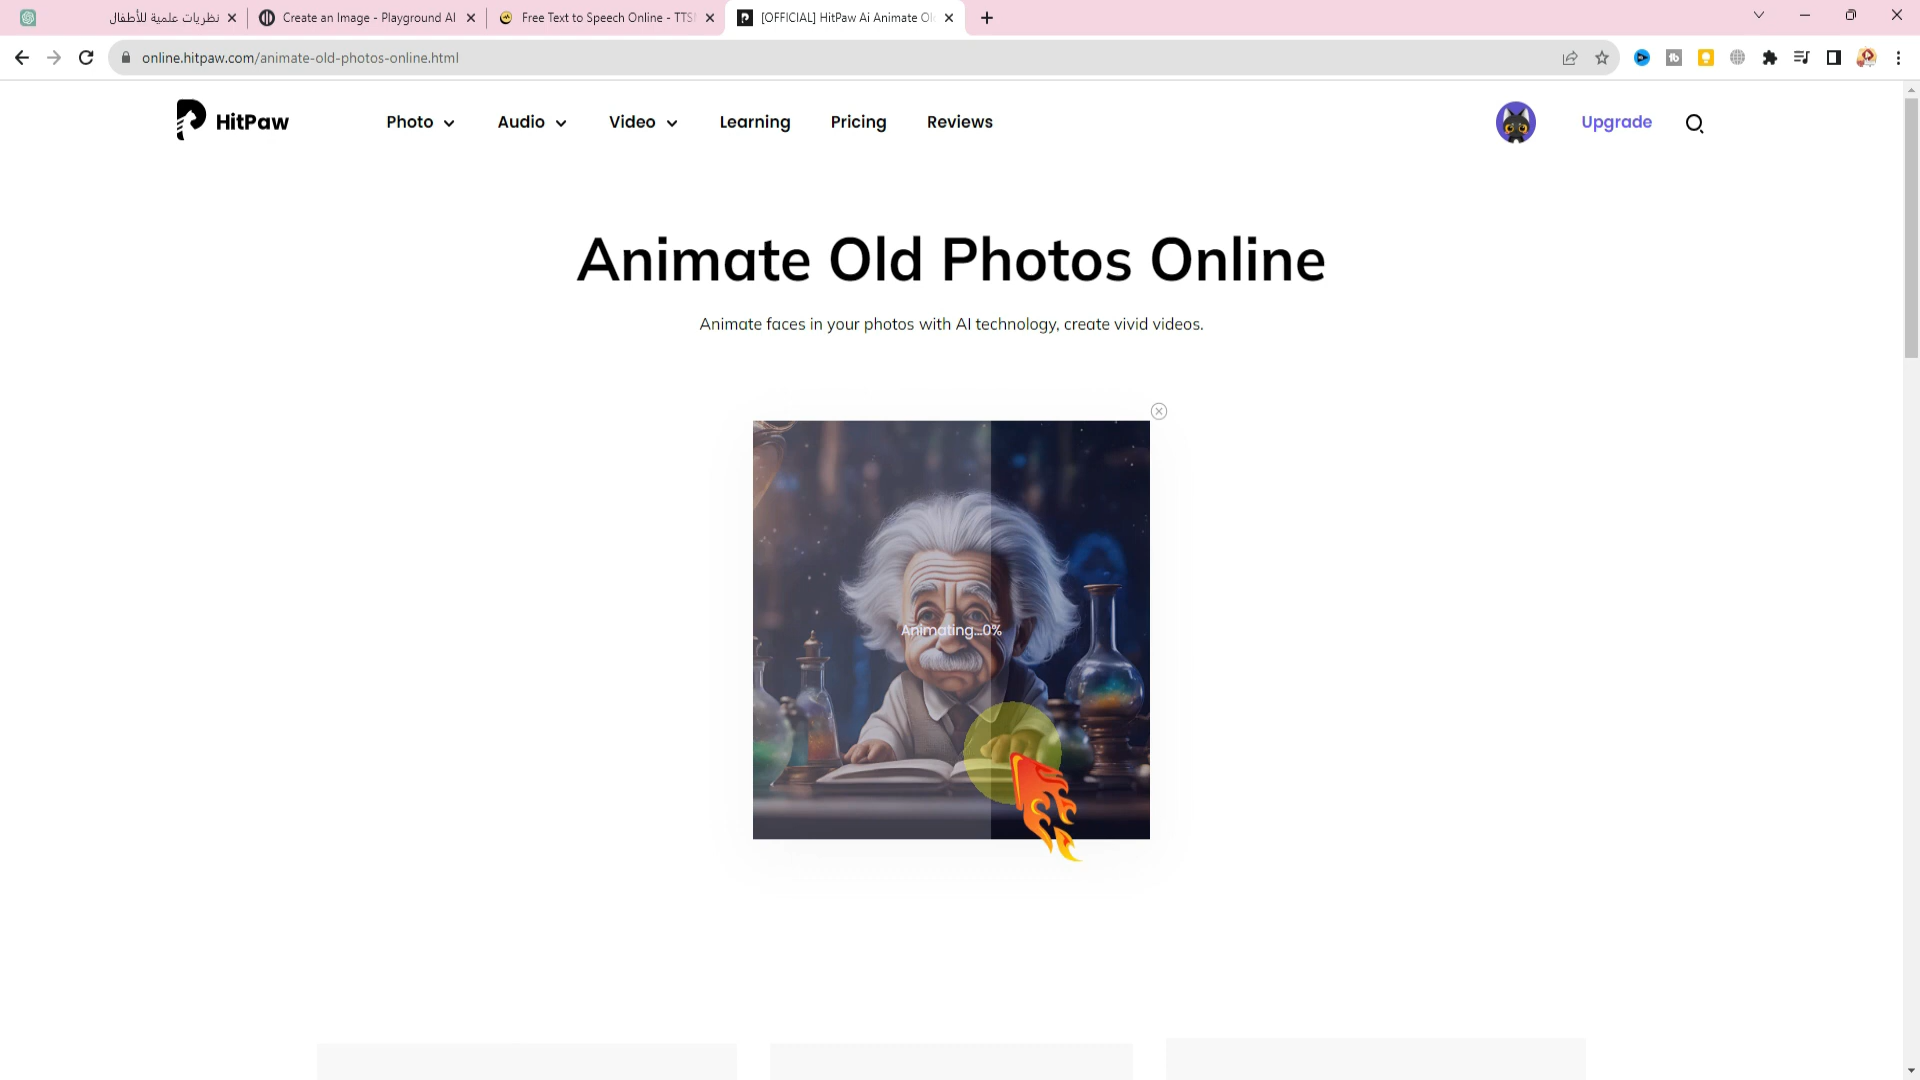 نظريات علمية للأطفال
Create an Image - Playground AI
Free Text to Speech Online - TTS
[OFFICIAL] HitPaw Ai Animate Ol
online.hitpaw.com/animate-old-photos-online.html
HitPaw
Photo
Audio
Video
Learning
Pricing
Reviews
Upgrade
Animate Old Photos Online
Animate faces in your photos with AI technology, create vivid videos.
Animating...0%